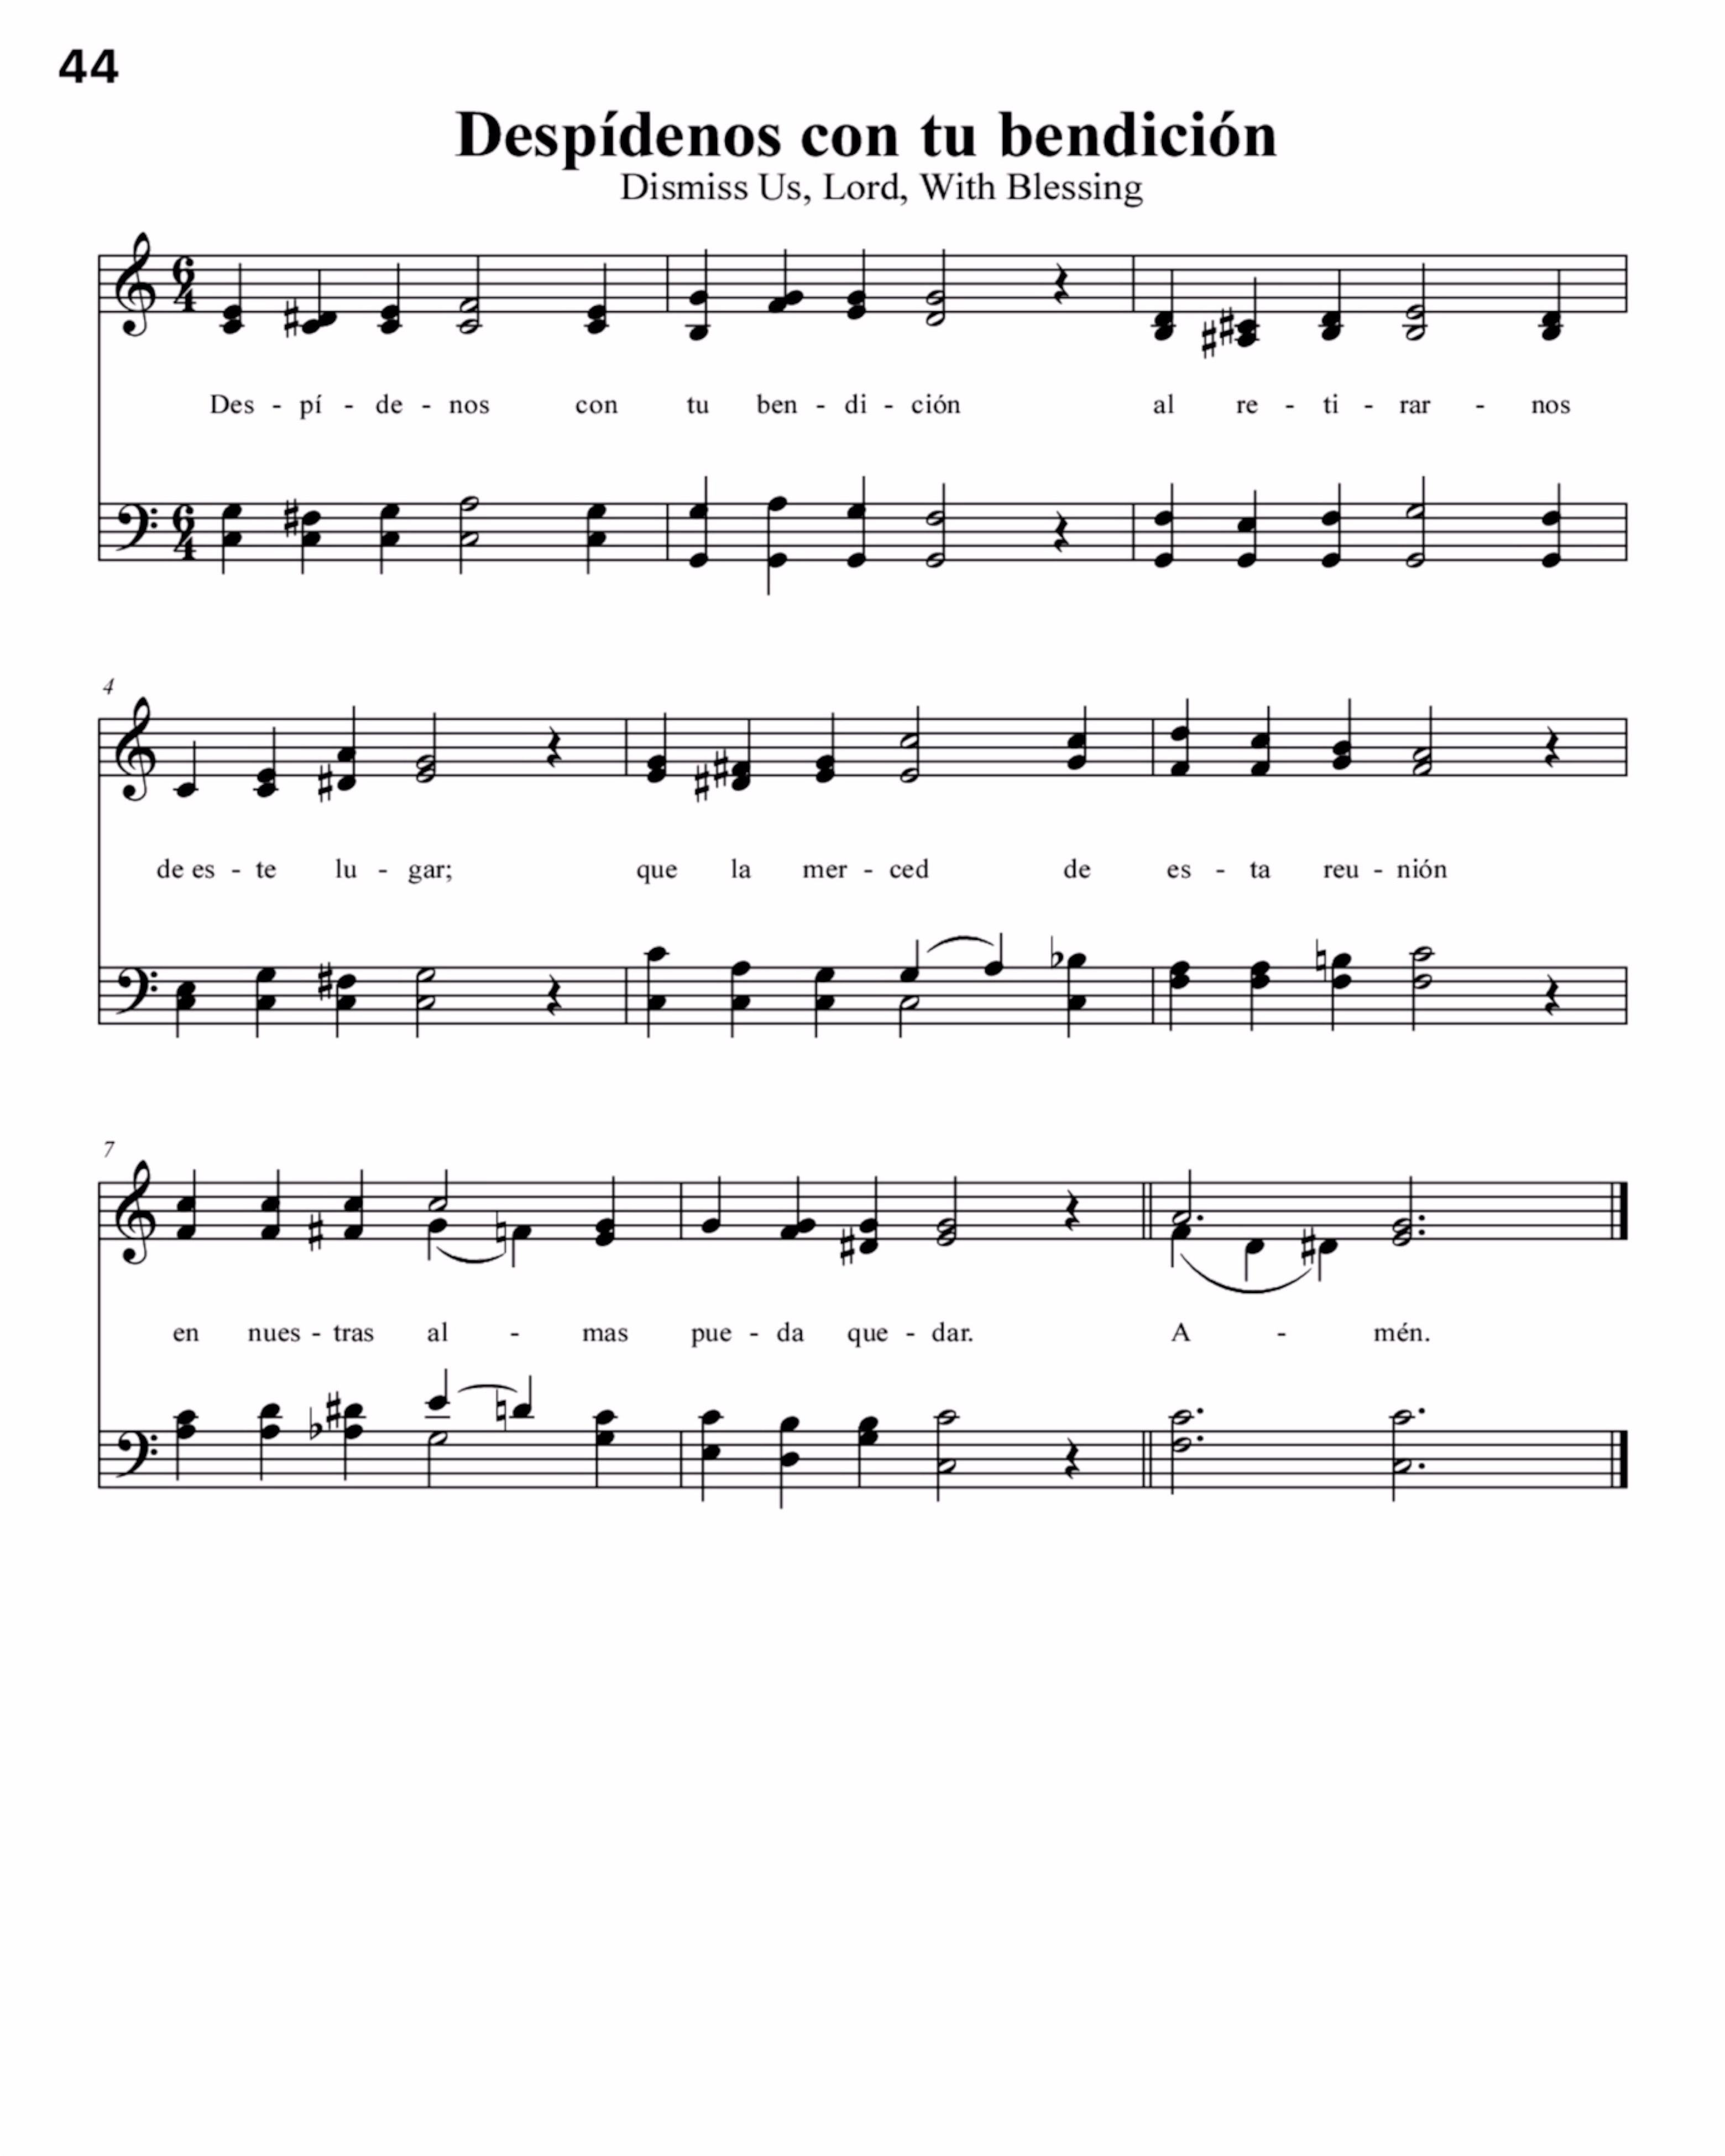 44
Despídenos con tu bendición
Dismiss Us, Lord, With Blessing
6
4
Des - pí - de - nos con tu ben - di - ción al re - ti - rar - nos
6
4
4
de es - te lu - gar; que la mer - ced de es - ta reu - nión
7
en nues - tras al - mas pue - da que - dar. A - mén.